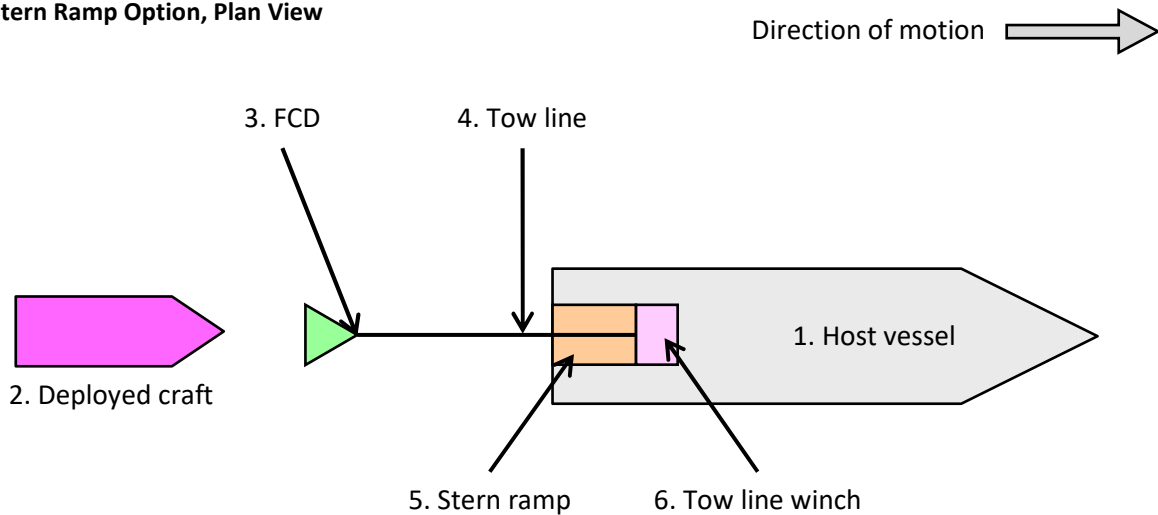 tern Ramp Option, Plan View
Direction of motion
3. FCD
4. Tow line
1. Host vessel
2. Deployed craft
5. Stern ramp
6. Tow line winch